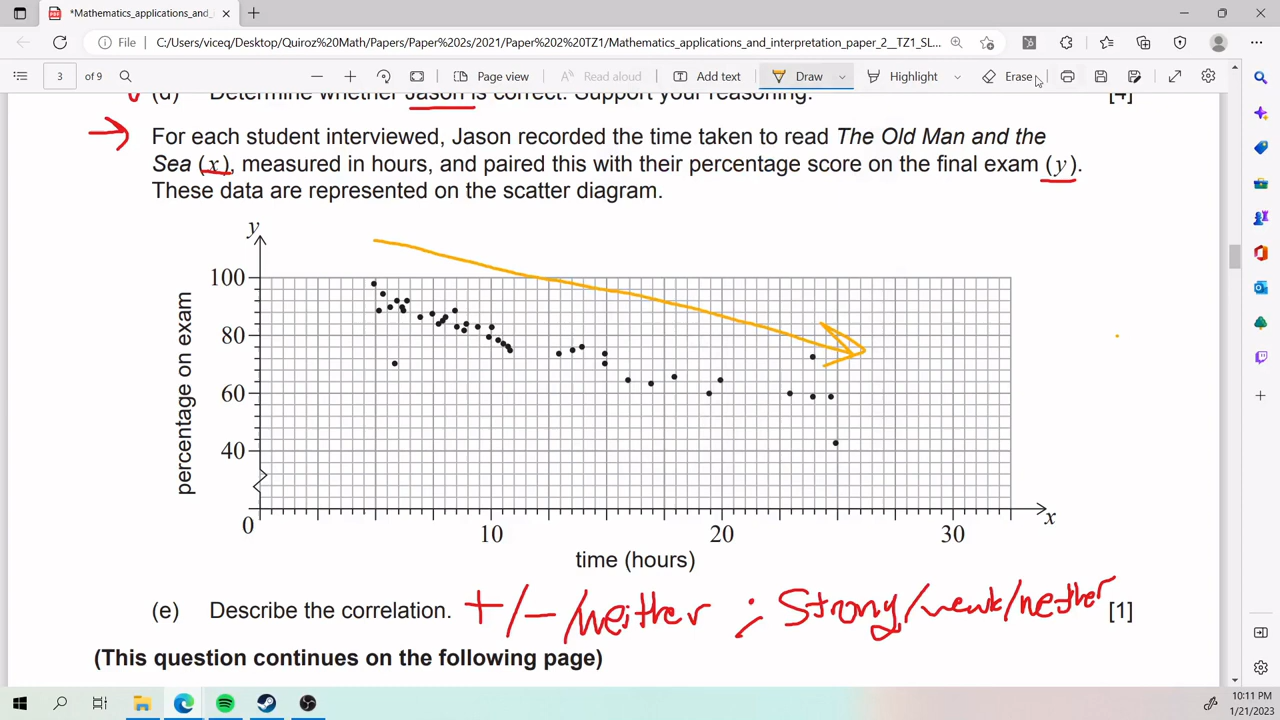 *Mathematics_applications_and_
File
C:/Users/viceq/Desktop/Quiroz%20Math/Papers/Paper%202s/2021/Paper%202%20TZ1/Mathematics_applications_and_interpretation_paper_2__TZ1_SL...
3 of 9
Page view
Read aloud
Add text
Draw
Highlight
Erase
(d) Determine whether Jason is correct. Support your reasoning. [4]
For each student interviewed, Jason recorded the time taken to read The Old Man and the
Sea (x), measured in hours, and paired this with their percentage score on the final exam (y).
These data are represented on the scatter diagram.
y
100
80
60
40
percentage on exam
0
10
20
30
x
time (hours)
(e) Describe the correlation. +/-/neither ; Strong/weak/neither [1]
(This question continues on the following page)
10:11 PM
1/21/2023